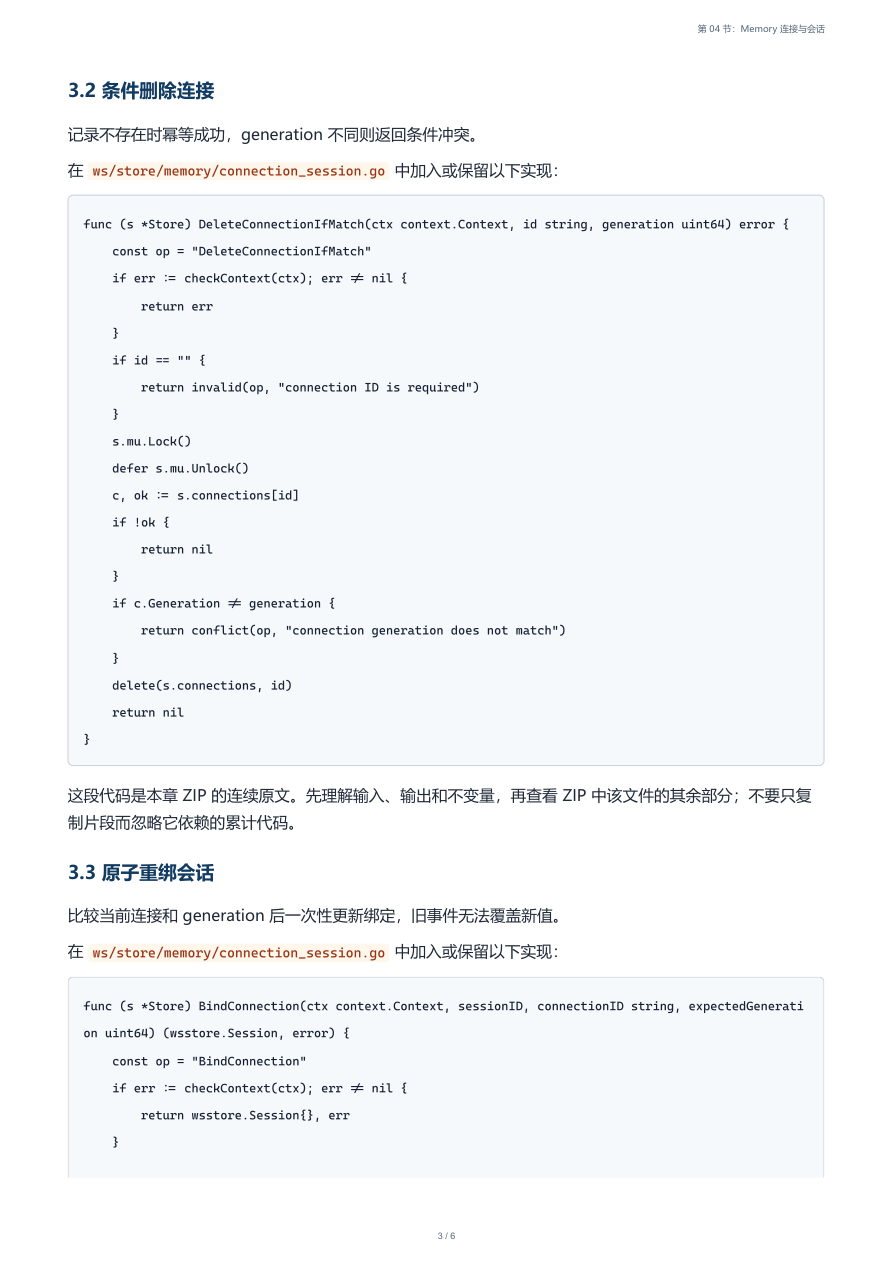 第 04 节：Memory 连接与会话
3.2 条件删除连接
记录不存在时幂等成功，generation 不同则返回条件冲突。
在 ws/store/memory/connection_session.go 中加入或保留以下实现：
func (s *Store) DeleteConnectionIfMatch(ctx context.Context, id string, generation uint64) error {
    const op = "DeleteConnectionIfMatch"
    if err := checkContext(ctx); err != nil {
        return err
    }
    if id == "" {
        return invalid(op, "connection ID is required")
    }
    s.mu.Lock()
    defer s.mu.Unlock()
    c, ok := s.connections[id]
    if !ok {
        return nil
    }
    if c.Generation != generation {
        return conflict(op, "connection generation does not match")
    }
    delete(s.connections, id)
    return nil
}
这段代码是本章 ZIP 的连续原文。先理解输入、输出和不变量，再查看 ZIP 中该文件的其余部分；不要只复
制片段而忽略它依赖的累计代码。
3.3 原子重绑会话
比较当前连接和 generation 后一次性更新绑定，旧事件无法覆盖新值。
在 ws/store/memory/connection_session.go 中加入或保留以下实现：
func (s *Store) BindConnection(ctx context.Context, sessionID, connectionID string, expectedGenerati
on uint64) (wsstore.Session, error) {
    const op = "BindConnection"
    if err := checkContext(ctx); err != nil {
        return wsstore.Session{}, err
    }
3 / 6